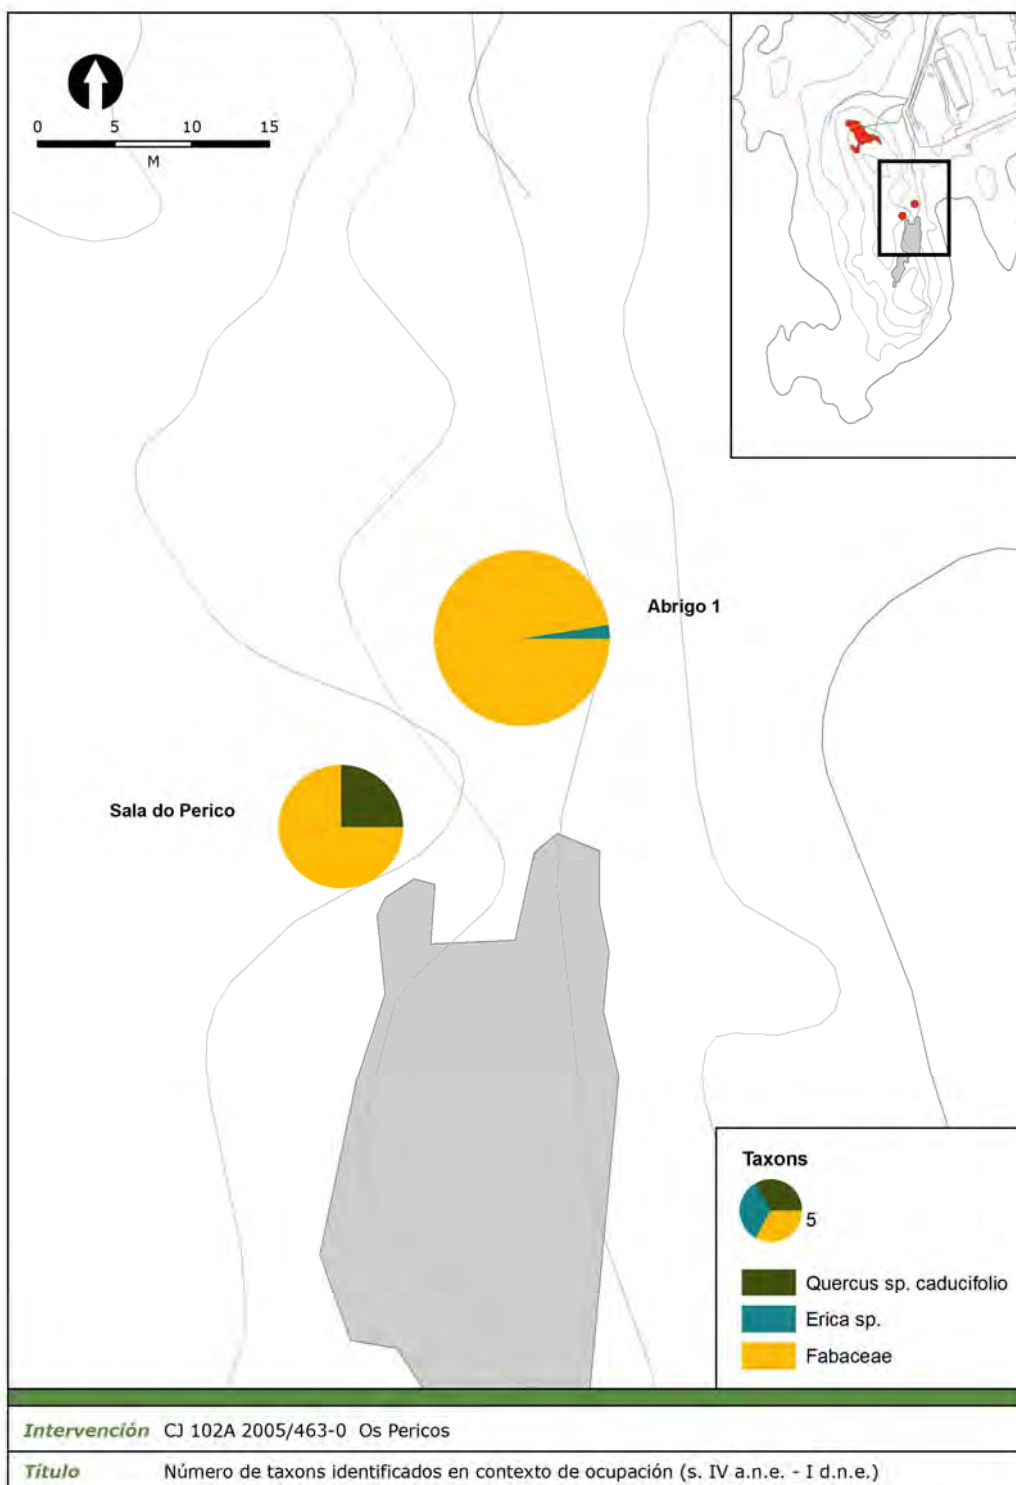 0 5 10 15
M
Abrigo 1
Sala do Perico
Taxons
5
Quercus sp. caducifolio
Erica sp.
Fabaceae
Intervención CJ 102A 2005/463-0 Os Pericos
Título Número de taxons identificados en contexto de ocupación (s. IV a.n.e. - I d.n.e.)